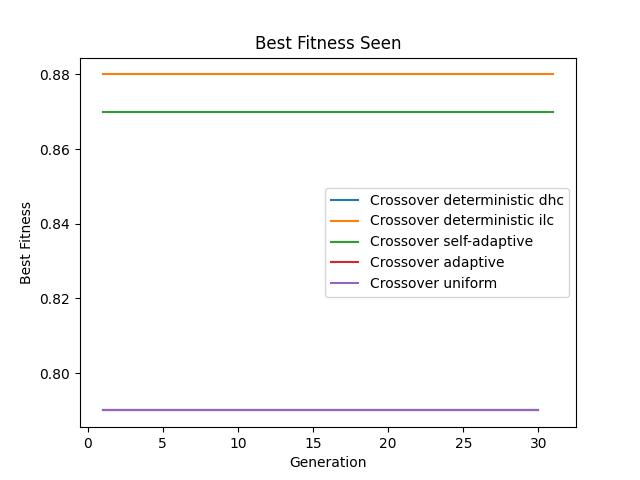 Best Fitness Seen
0.88
0.86
0.84
0.82
0.80
Best Fitness
Crossover deterministic dhc
Crossover deterministic ilc
Crossover self-adaptive
Crossover adaptive
Crossover uniform
0 5 10 15 20 25 30
Generation